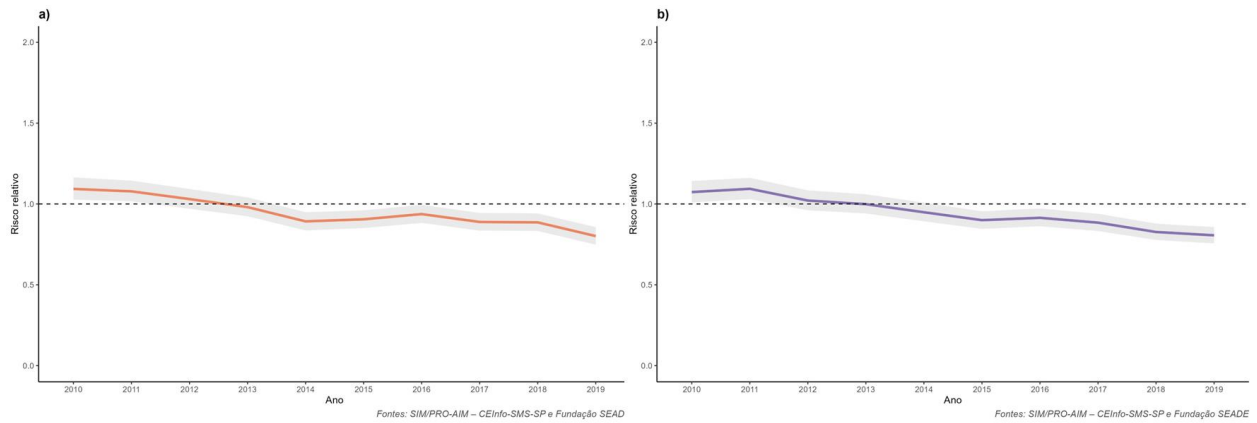 a)
2.0
1.5
1.0
0.5
0.0
Risco relativo
2010 2011 2012 2013 2014 2015 2016 2017 2018 2019
Ano
Fontes: SIM/PRO-AIM – CEInfo-SMS-SP e Fundação SEAD
b)
2.0
1.5
1.0
0.5
0.0
Risco relativo
2010 2011 2012 2013 2014 2015 2016 2017 2018 2019
Ano
Fontes: SIM/PRO-AIM – CEInfo-SMS-SP e Fundação SEADE